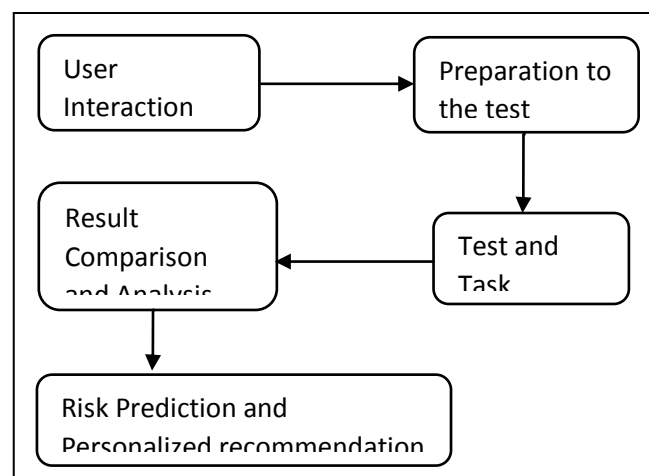 User
Interaction
Preparation to
the test
Test and
Task
Result
Comparison
and Analysis
Risk Prediction and
Personalized recommendation